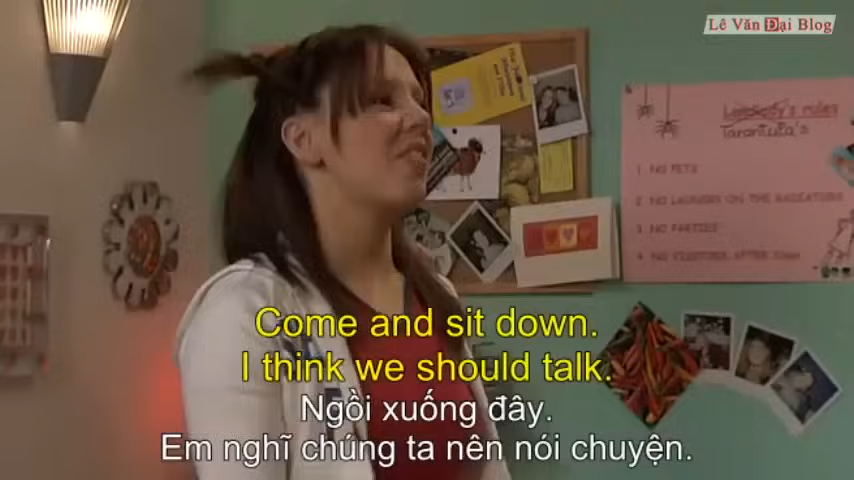 Lê Văn Đại Blog
Tarantula's
1 NO PETS
2 NO LAUNDRY ON THE RADIATORS
3 NO PARTIES
4 NO VISITORS AFTER
Come and sit down.
I think we should talk.
Ngồi xuống đây.
Em nghĩ chúng ta nên nói chuyện.